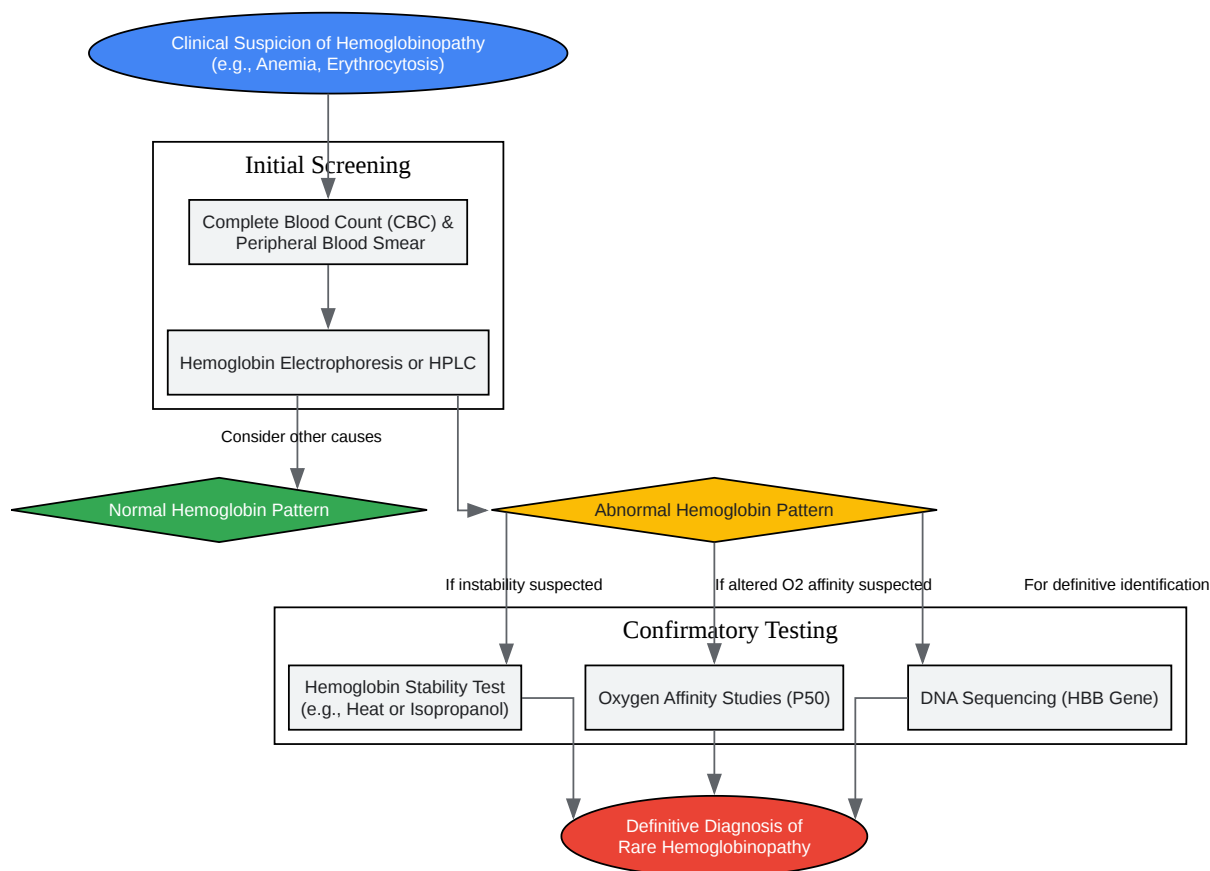 Clinical Suspicion of Hemoglobinopathy
(e.g., Anemia, Erythrocytosis)
Initial Screening
Complete Blood Count (CBC) &
Peripheral Blood Smear
Hemoglobin Electrophoresis or HPLC
Consider other causes
Normal Hemoglobin Pattern
Abnormal Hemoglobin Pattern
If instability suspected
If altered O2 affinity suspected
For definitive identification
Confirmatory Testing
Hemoglobin Stability Test
(e.g., Heat or Isopropanol)
Oxygen Affinity Studies (P50)
DNA Sequencing (HBB Gene)
Definitive Diagnosis of
Rare Hemoglobinopathy